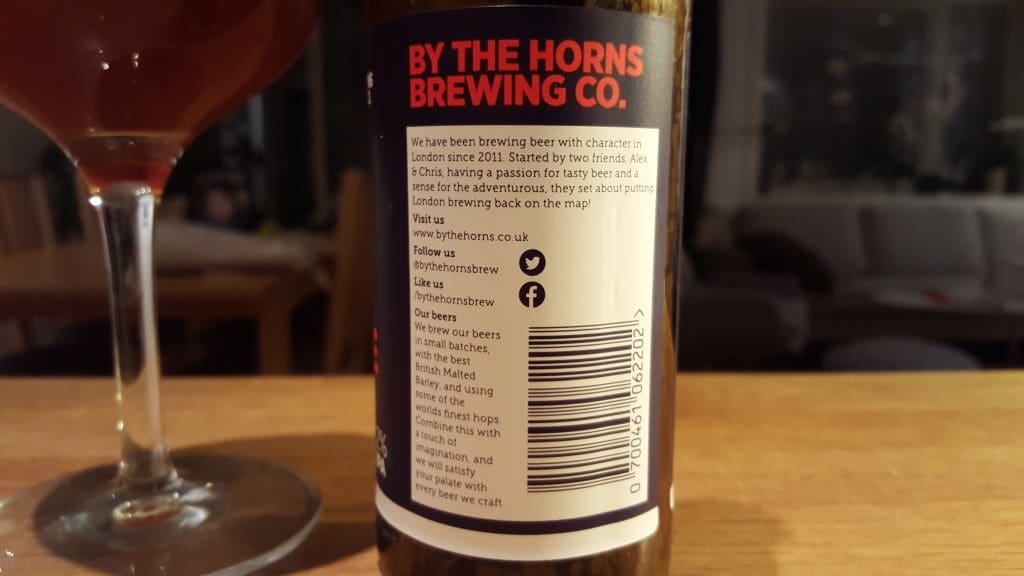 BY THE HORNS
BREWING CO.
We have been brewing beer with character in
London since 2011. Started by two friends, Alex
& Chris, having a passion for tasty beer and a
sense for the adventurous, they set about putting
London brewing back on the map!
Visit us
www.bythehorns.co.uk
Follow us
@bythehornsbrew
Like us
/bythehornsbrew
Our beers
We brew our beers
in small batches,
with the best
British Malted
Barley, and using
some of the
worlds finest hops.
Combine this with
a touch of
imagination, and
we will satisfy
your palate with
every beer we craft
0 700461 062202 >